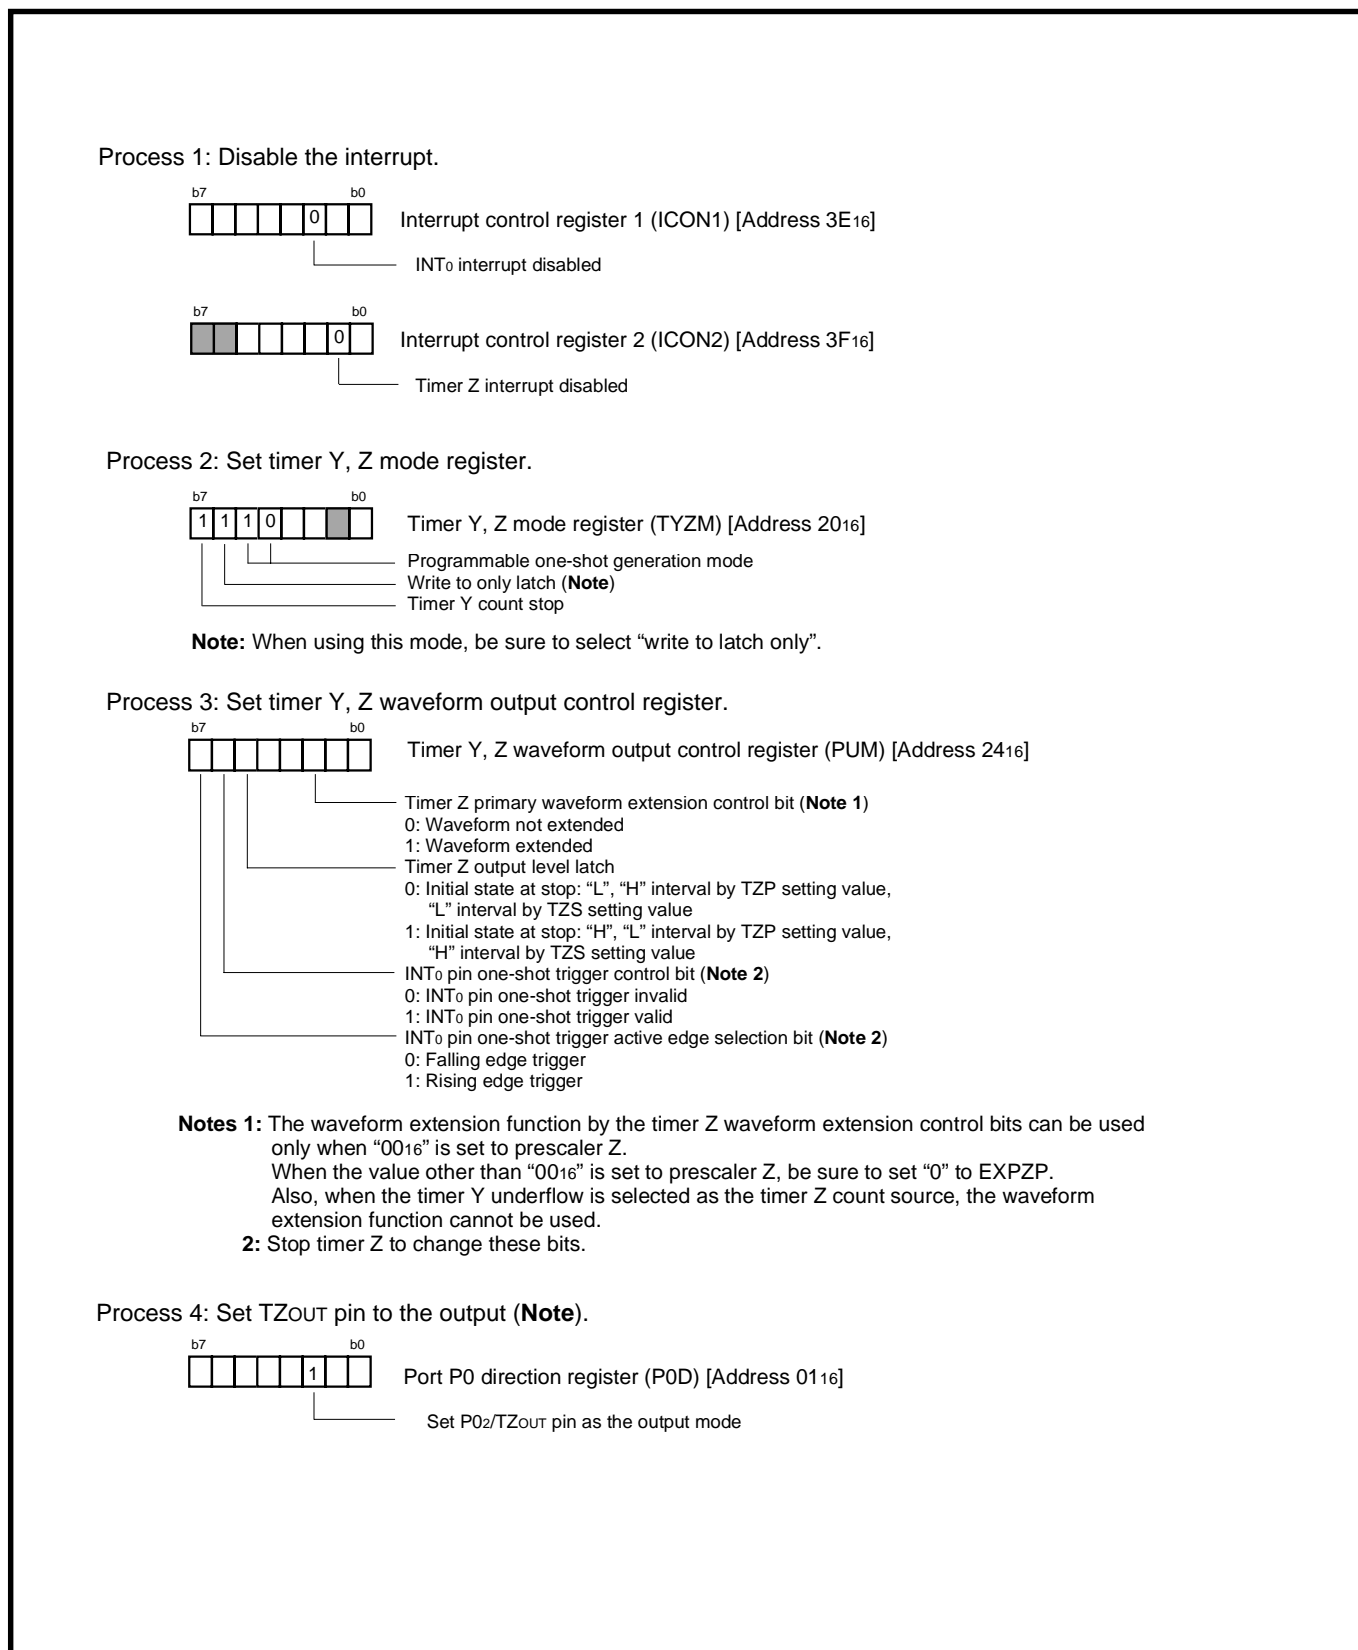 Process 1: Disable the interrupt.
b7 b0
0 Interrupt control register 1 (ICON1) [Address 3E16]
INT0 interrupt disabled
b7 b0
0 Interrupt control register 2 (ICON2) [Address 3F16]
Timer Z interrupt disabled
Process 2: Set timer Y, Z mode register.
b7 b0
1 1 1 0 Timer Y, Z mode register (TYZM) [Address 2016]
Programmable one-shot generation mode
Write to only latch (Note)
Timer Y count stop
Note: When using this mode, be sure to select “write to latch only”.
Process 3: Set timer Y, Z waveform output control register.
b7 b0
Timer Y, Z waveform output control register (PUM) [Address 2416]
Timer Z primary waveform extension control bit (Note 1)
0: Waveform not extended
1: Waveform extended
Timer Z output level latch
0: Initial state at stop: “L”, “H” interval by TZP setting value,
“L” interval by TZS setting value
1: Initial state at stop: “H”, “L” interval by TZP setting value,
“H” interval by TZS setting value
INT0 pin one-shot trigger control bit (Note 2)
0: INT0 pin one-shot trigger invalid
1: INT0 pin one-shot trigger valid
INT0 pin one-shot trigger active edge selection bit (Note 2)
0: Falling edge trigger
1: Rising edge trigger
Notes 1: The waveform extension function by the timer Z waveform extension control bits can be used
only when “0016” is set to prescaler Z.
When the value other than “0016” is set to prescaler Z, be sure to set “0” to EXPZP.
Also, when the timer Y underflow is selected as the timer Z count source, the waveform
extension function cannot be used.
2: Stop timer Z to change these bits.
Process 4: Set TZOUT pin to the output (Note).
b7 b0
1 Port P0 direction register (P0D) [Address 0116]
Set P02/TZOUT pin as the output mode